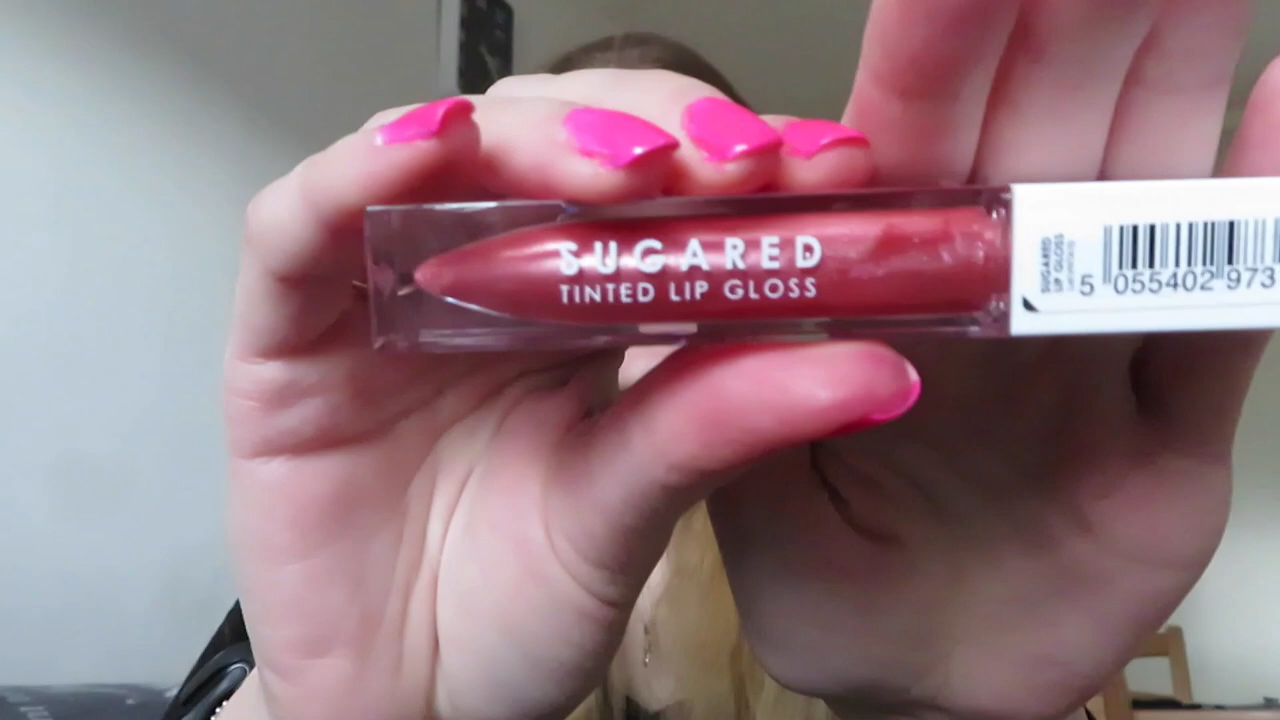 SUGARED
TINTED LIP GLOSS
SUGARED
LIP GLOSS
5 055402 973